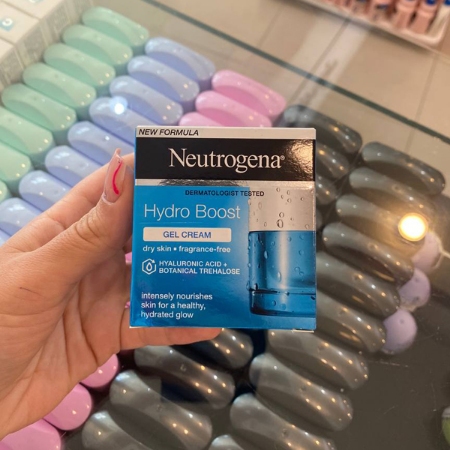 NEW FORMULA
Neutrogena®
DERMATOLOGIST TESTED
Hydro Boost
GEL CREAM
dry skin • fragrance-free
HYALURONIC ACID +
BOTANICAL TREHALOSE
intensely nourishes
skin for a healthy,
hydrated glow